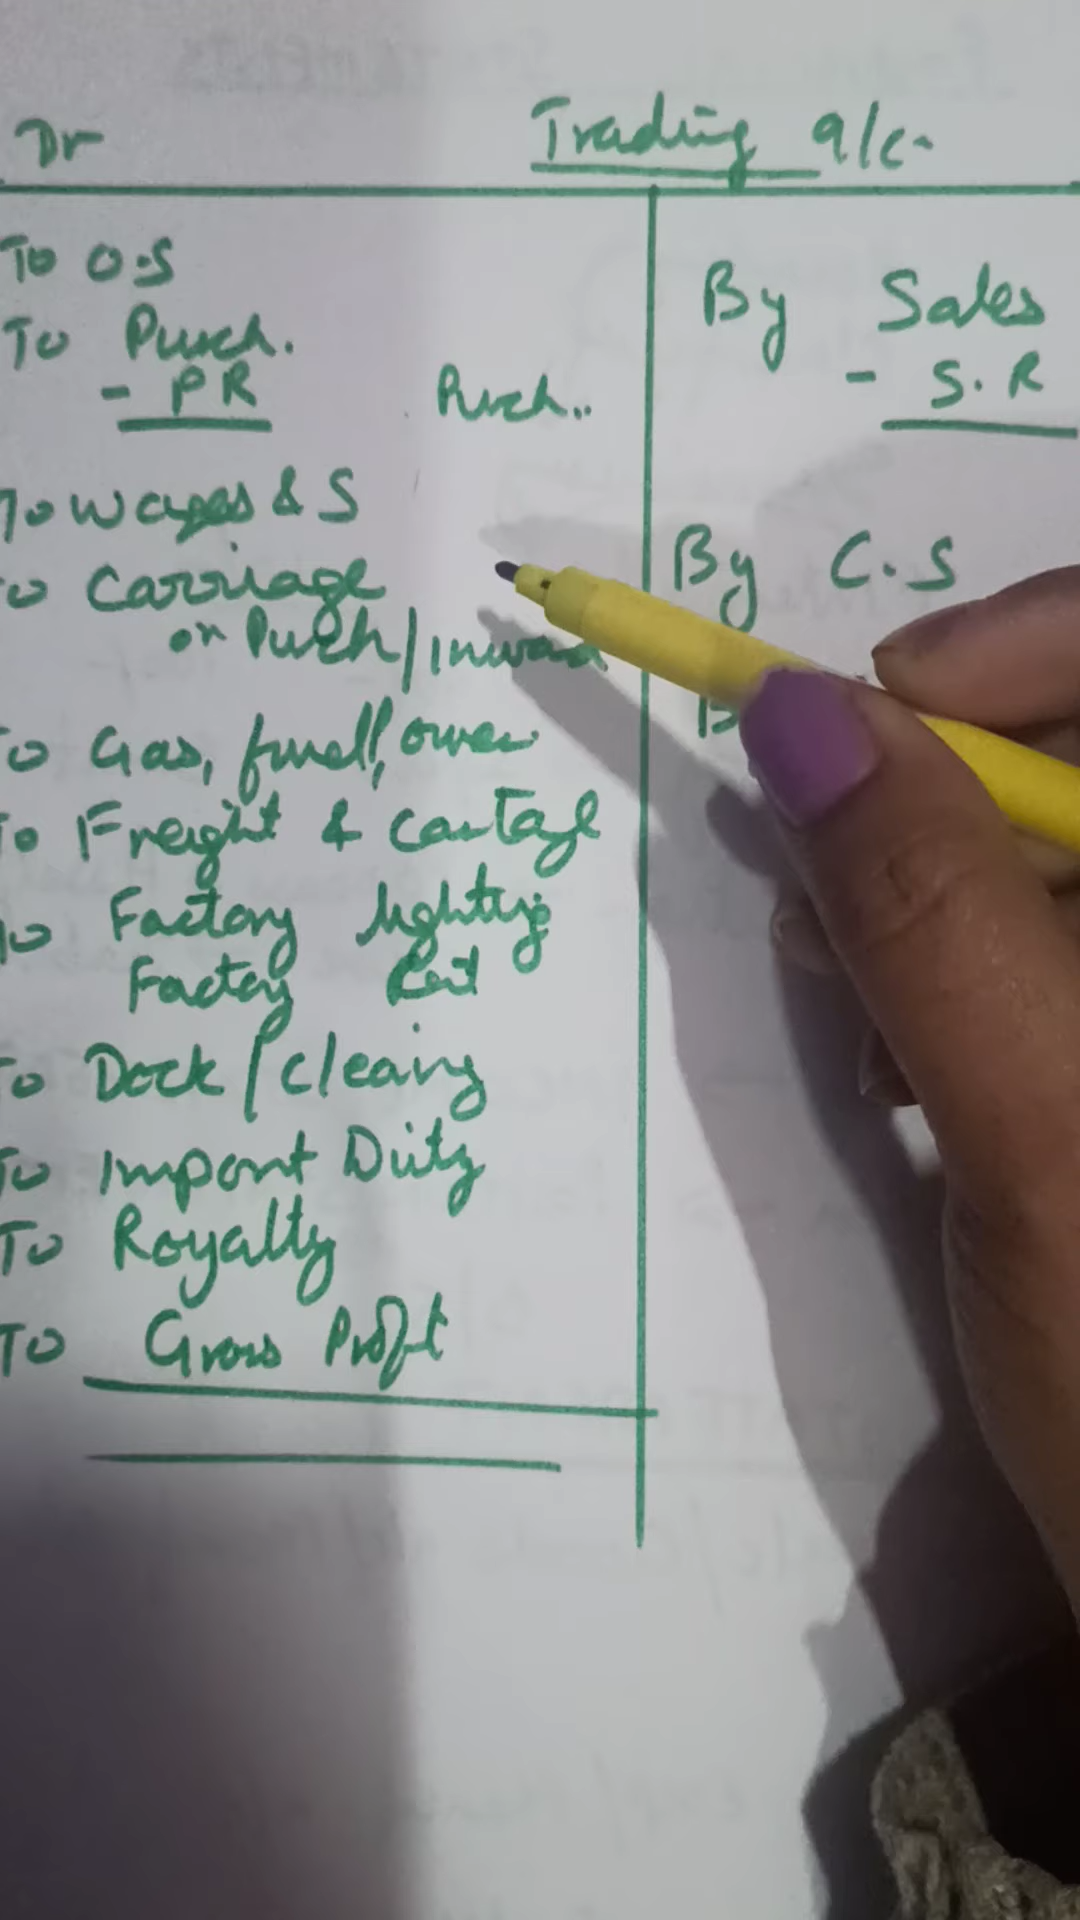 Dr Trading a/c.
To O.S
To Purch.
- PR
Purch..
To Wages & S
To Carriage
on Purch/Inward
To Gas, fuel, Power
To Freight & Cartage
To Factory lighting
Factory Rent
To Dock/Clearing
To Import Duty
To Royalty
To Gross Profit
By Sales
- S.R
By C.S
B